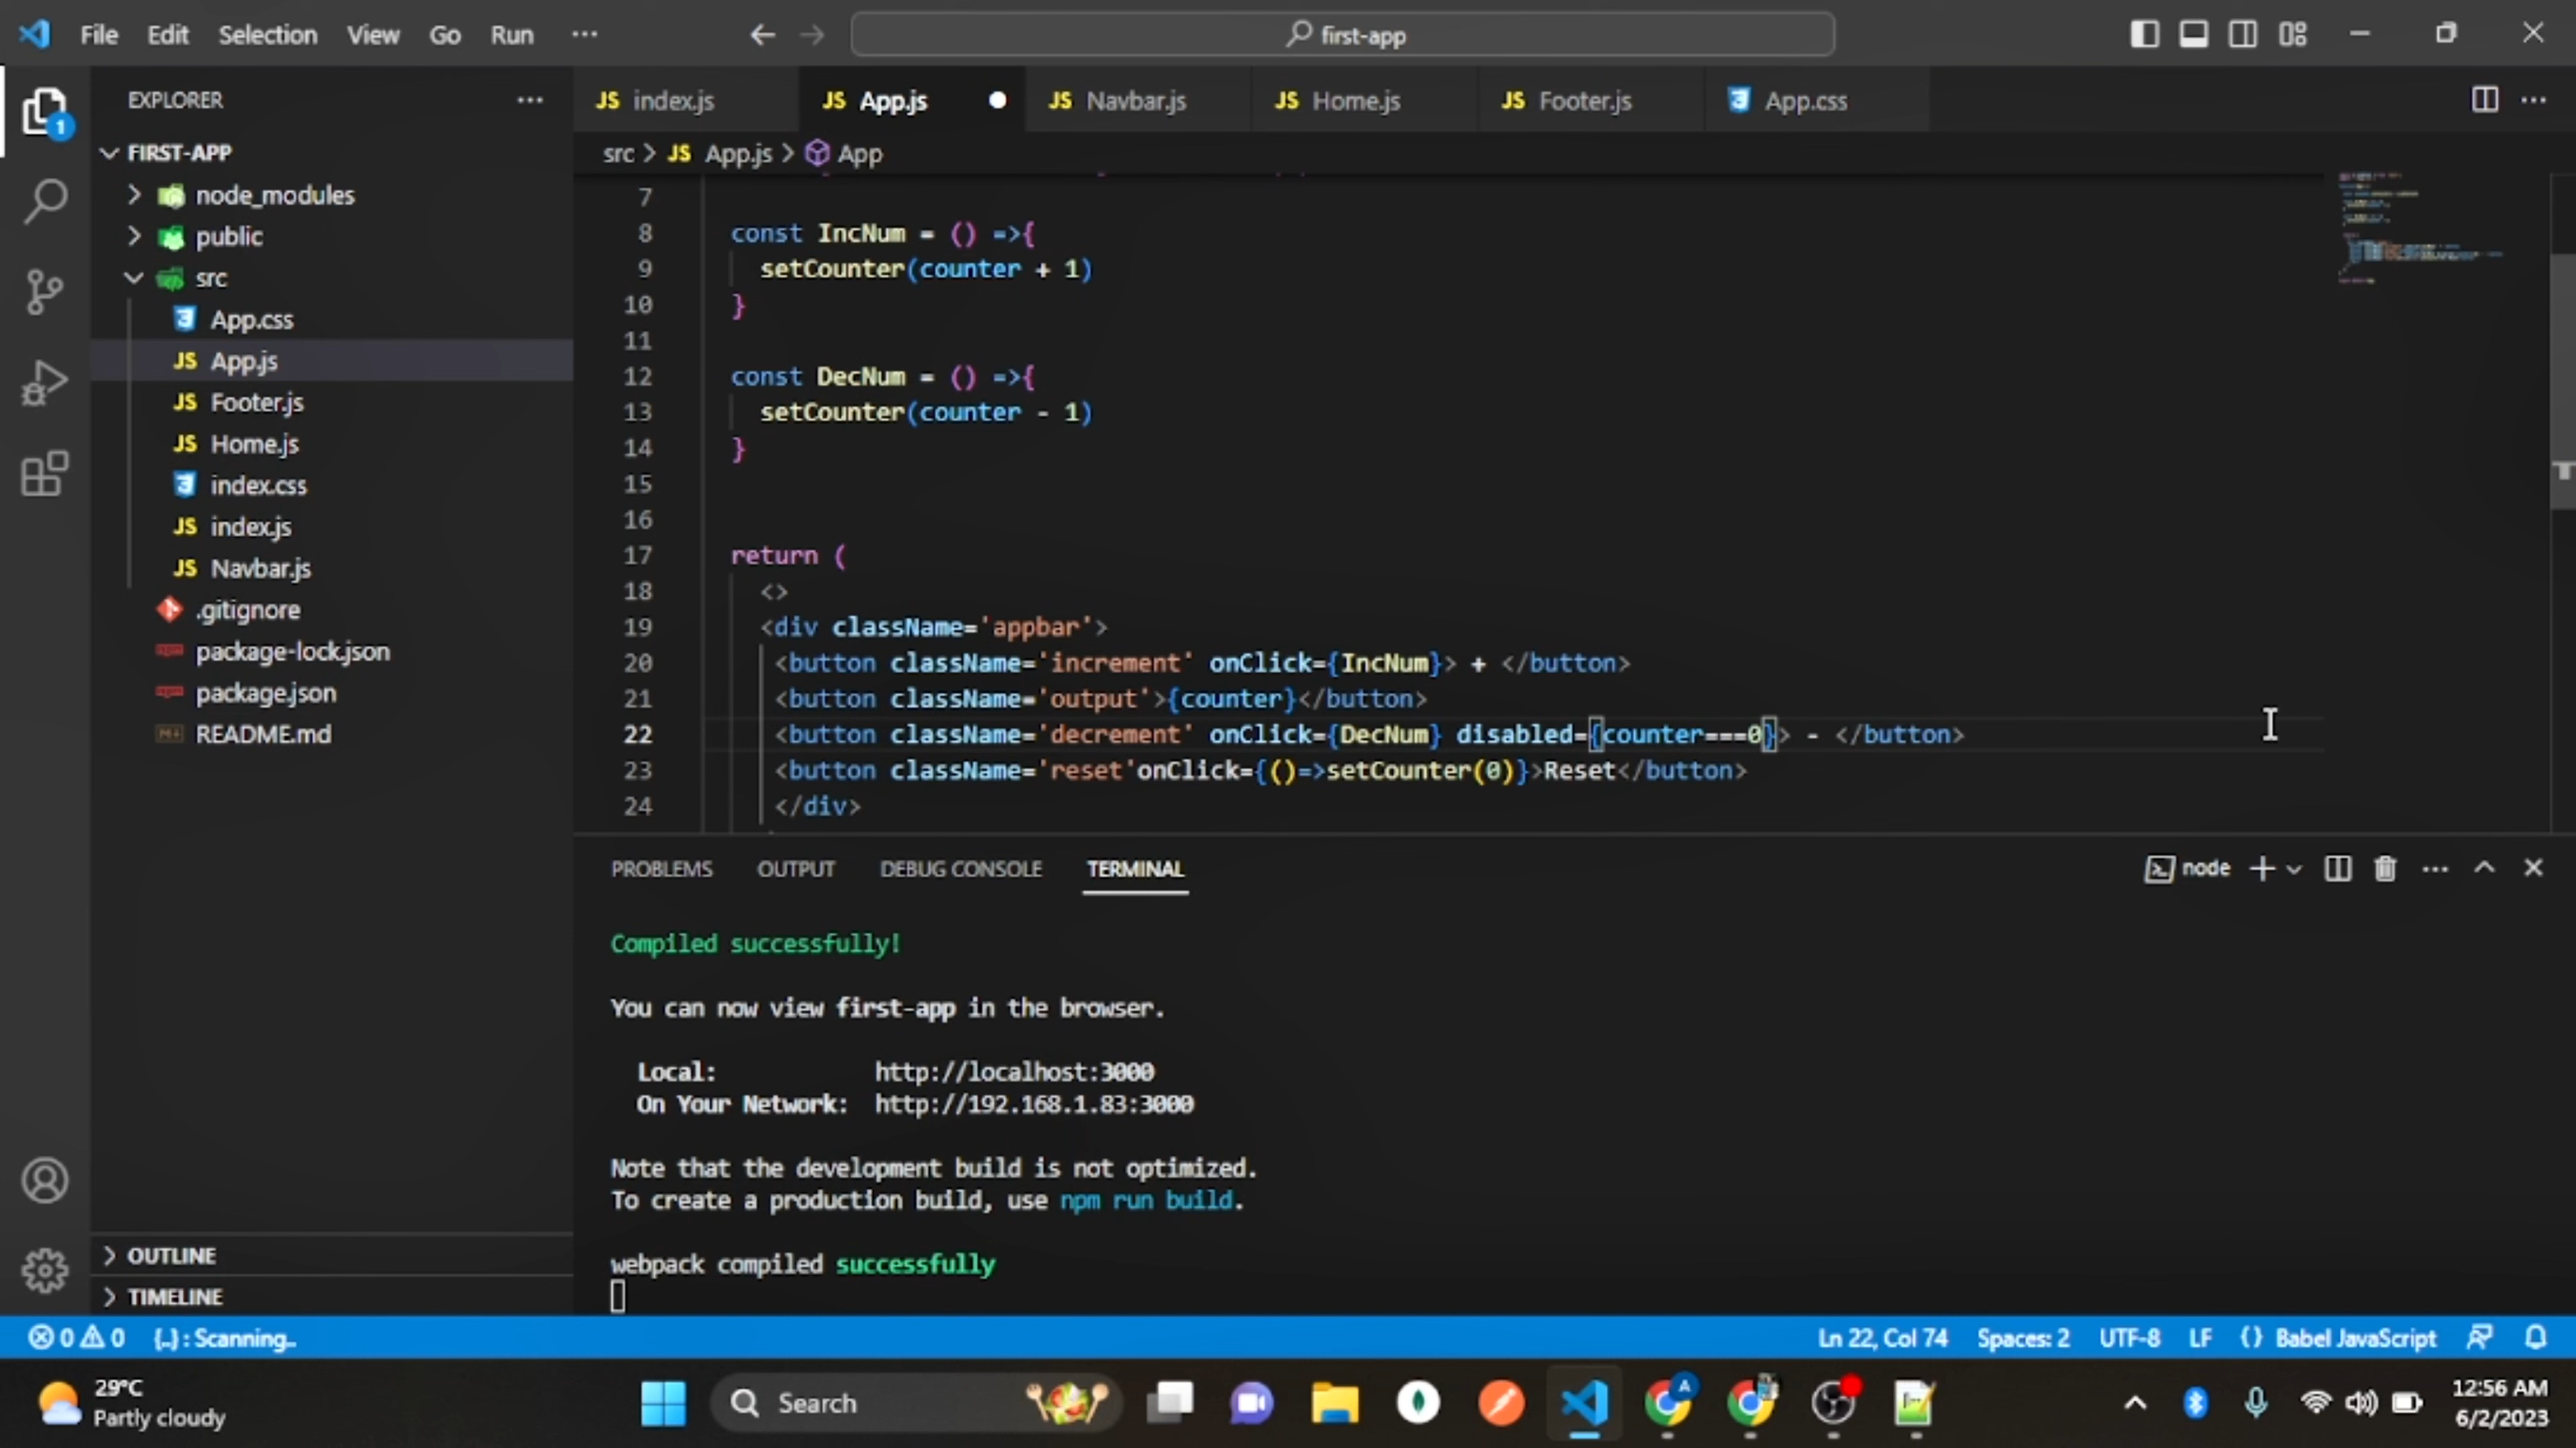 File Edit Selection View Go Run ··· first-app
EXPLORER ···
FIRST-APP
node_modules
public
src
App.css
JS App.js
JS Footer.js
JS Home.js
index.css
JS index.js
JS Navbar.js
.gitignore
package-lock.json
package.json
README.md
OUTLINE
TIMELINE
JS index.js JS App.js ● JS Navbar.js JS Home.js JS Footer.js App.css
src > JS App.js > App
7
8 const IncNum = () =>{
9 setCounter(counter + 1)
10 }
11
12 const DecNum = () =>{
13 setCounter(counter - 1)
14 }
15
16
17 return (
18 <>
19 <div className='appbar'>
20 <button className='increment' onClick={IncNum}> + </button>
21 <button className='output'>{counter}</button>
22 <button className='decrement' onClick={DecNum} disabled={counter===0}> - </button>
23 <button className='reset'onClick={()=>setCounter(0)}>Reset</button>
24 </div>
PROBLEMS OUTPUT DEBUG CONSOLE TERMINAL node
Compiled successfully!
You can now view first-app in the browser.
Local: http://localhost:3000
On Your Network: http://192.168.1.83:3000
Note that the development build is not optimized.
To create a production build, use npm run build.
webpack compiled successfully
0 0 {..} : Scanning.. Ln 22, Col 74 Spaces: 2 UTF-8 LF {} Babel JavaScript
29°C
Partly cloudy
Search
12:56 AM
6/2/2023